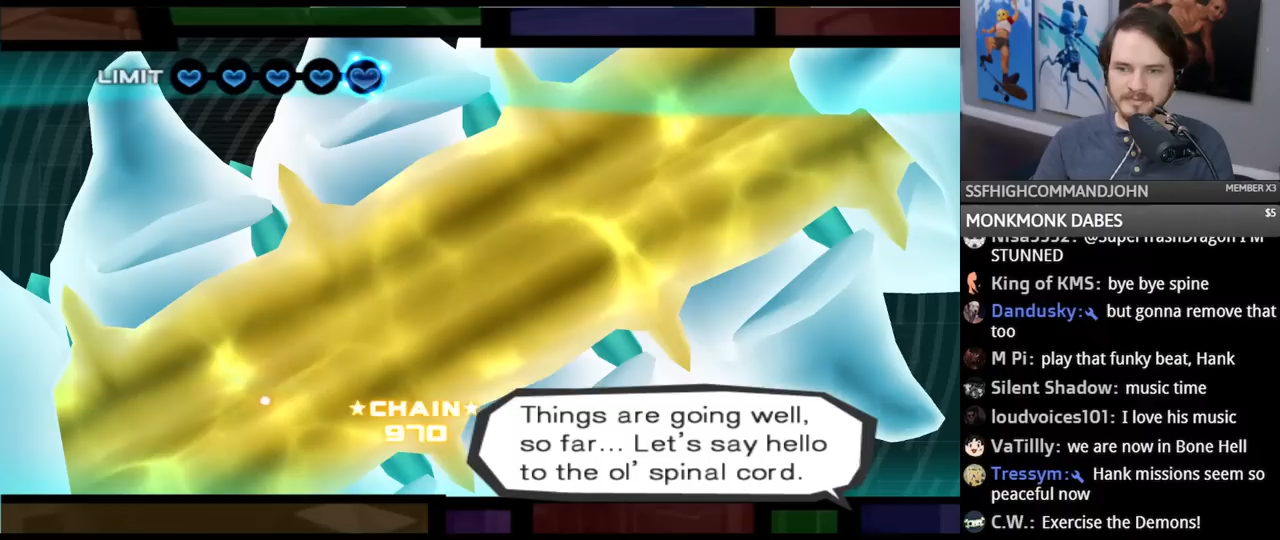 LIMIT
★CHAIN★
970
Things are going well,
so far... Let's say hello
to the ol' spinal cord.
SSFHIGHCOMMANDJOHN MEMBER X3
MONKMONK DABES $5
STUNNED
King of KMS: bye bye spine
Dandusky: but gonna remove that
too
M Pi: play that funky beat, Hank
Silent Shadow: music time
loudvoices101: I love his music
VaTillly: we are now in Bone Hell
Tressym: Hank missions seem so
peaceful now
C.W.: Exercise the Demons!